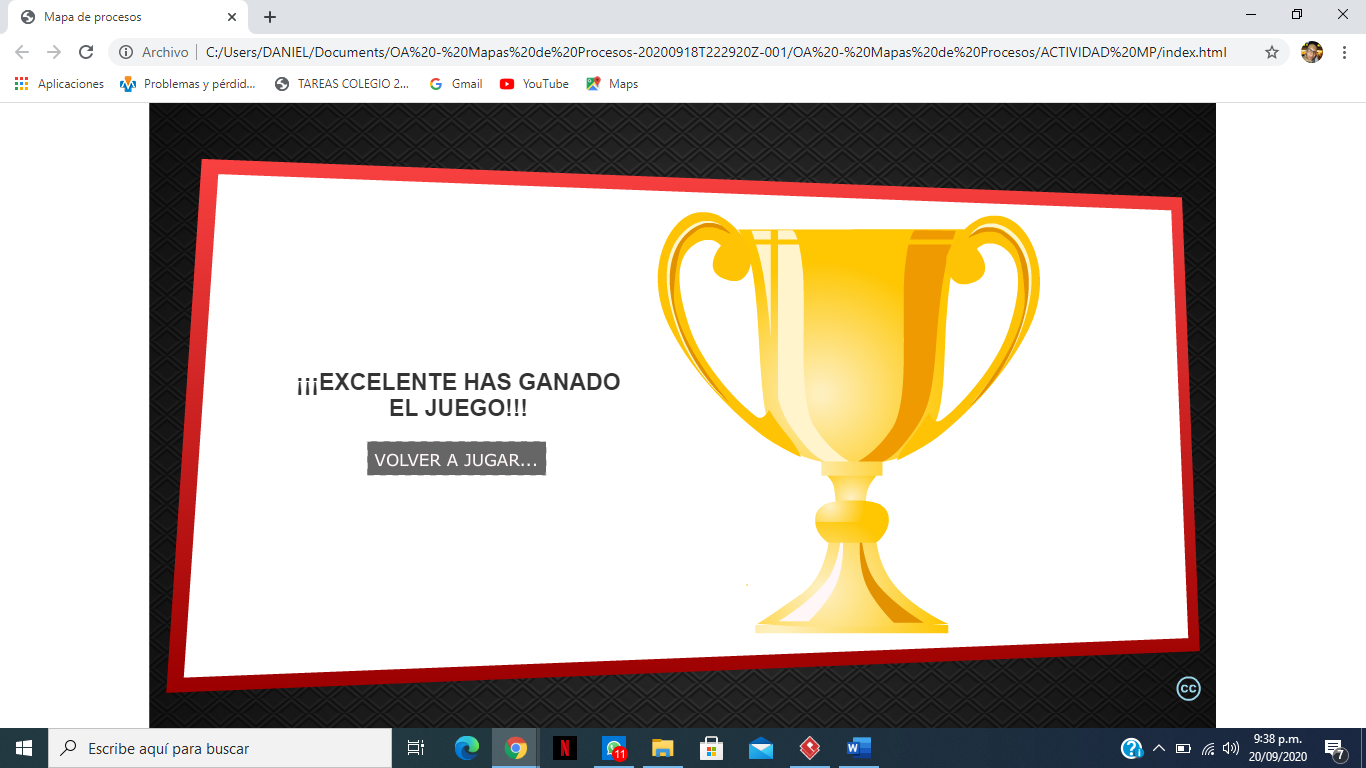 Mapa de procesos
Archivo
C:/Users/DANIEL/Documents/OA%20-%20Mapas%20de%20Procesos-20200918T222920Z-001/OA%20-%20Mapas%20de%20Procesos/ACTIVIDAD%20MP/index.html
Aplicaciones
Problemas y pérdid...
TAREAS COLEGIO 2...
G
Gmail
YouTube
Maps
¡¡¡EXCELENTE HAS GANADO
EL JUEGO!!!
VOLVER A JUGAR...
cc
Escribe aquí para buscar
N
11
W
?
9:38 p.m.
20/09/2020
7